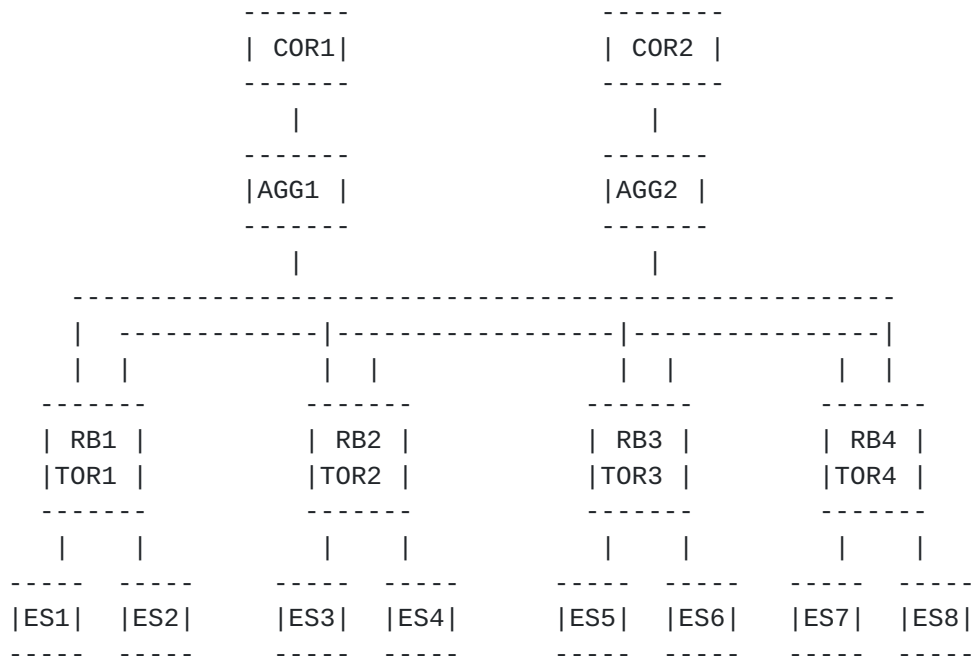 COR1 COR2
AGG1 AGG2
RB1 RB2 RB3 RB4
TOR1 TOR2 TOR3 TOR4
ES1 ES2 ES3 ES4 ES5 ES6 ES7 ES8